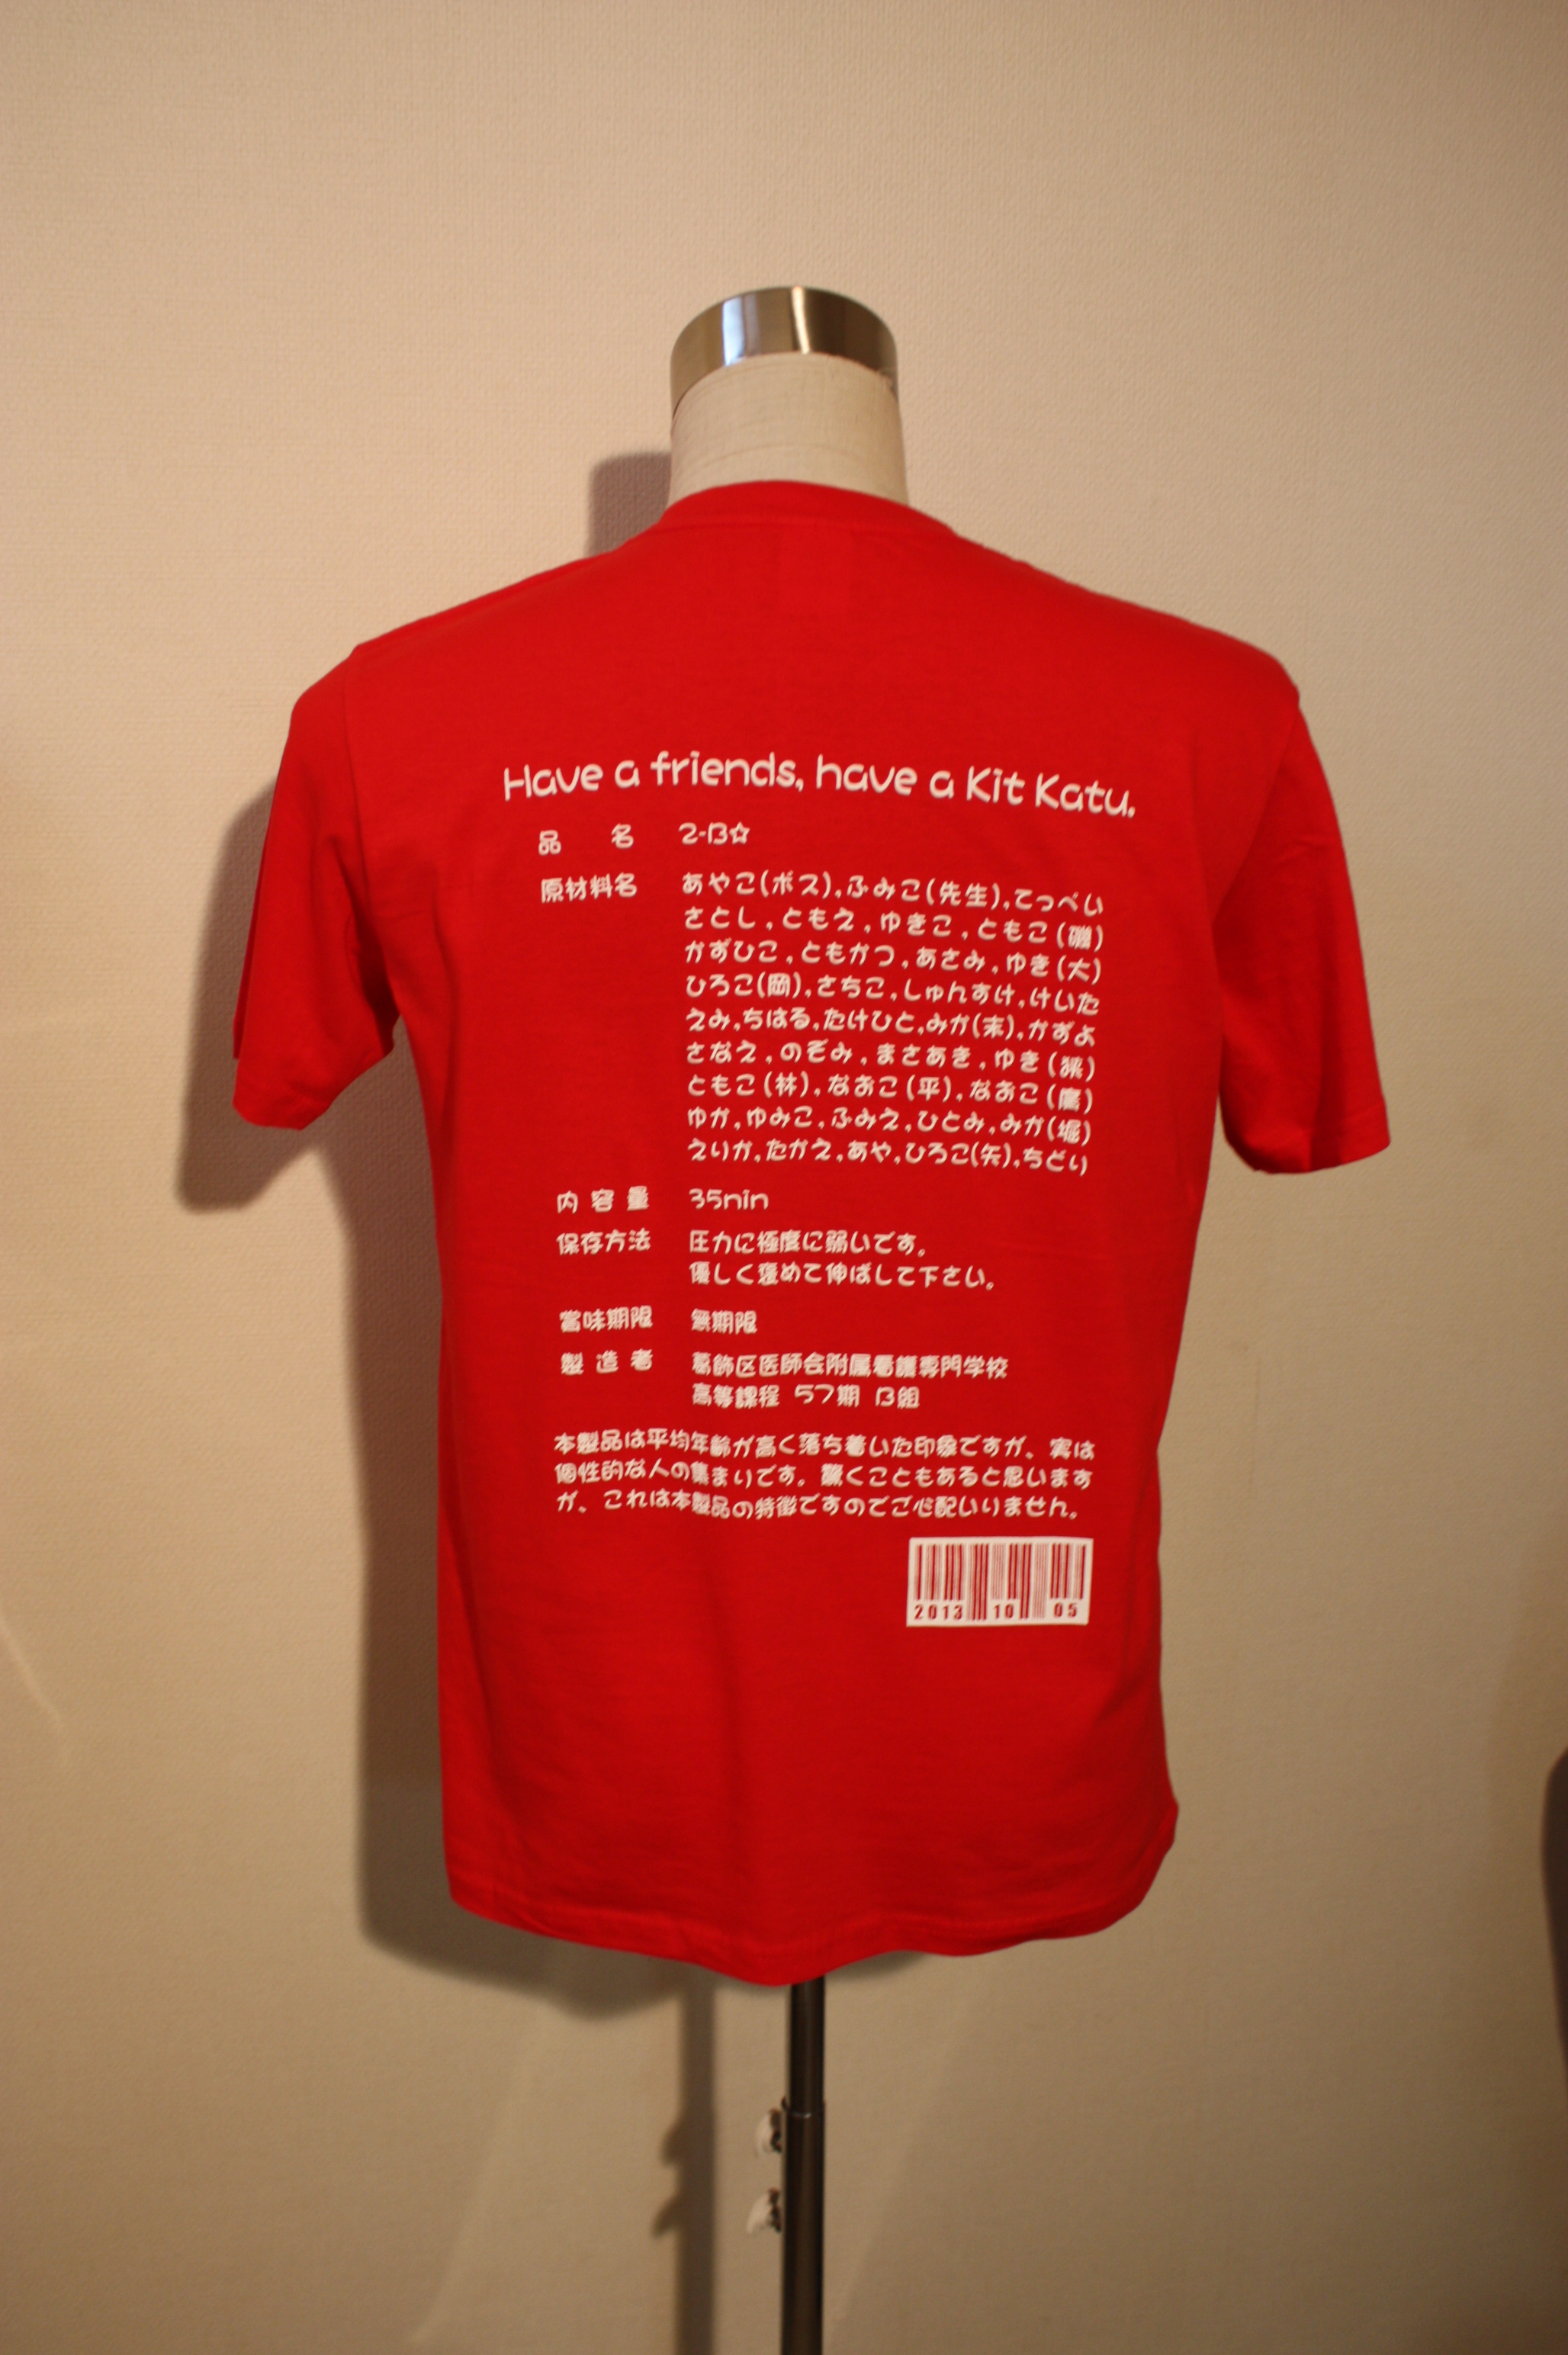 Have a friends, have a Kit Katu.
品 名 2-B☆
原材料名 あやこ(ボス),ふみこ(先生),てっぺい
さとし,ともえ,ゆきこ,ともこ(磯)
かずひこ,ともかつ,あさみ,ゆき(大)
ひろこ(岡),さちこ,しゅんすけ,けいた
えみ,ちはる,たけひと,みか(末),かずよ
さなえ,のぞみ,まさあき,ゆき()
ともこ(林),なおこ(平),なおこ(鷹)
ゆか,ゆみこ,ふみえ,ひとみ,みか(堀)
えりか,たかえ,あや,ひろこ(矢),ちどり
内容量 35nin
保存方法 圧力に極度に弱いです。
優しく褒めて伸ばして下さい。
賞味期限 無期限
製造者 葛飾区医師会附属看護専門学校
高等課程 57期 B組
本製品は平均年齢が高く落ち着いた印象ですが、実は
個性的な人の集まりです。驚くこともあると思います
が、これは本製品の特徴ですのでご心配いりません。
2013 10 05